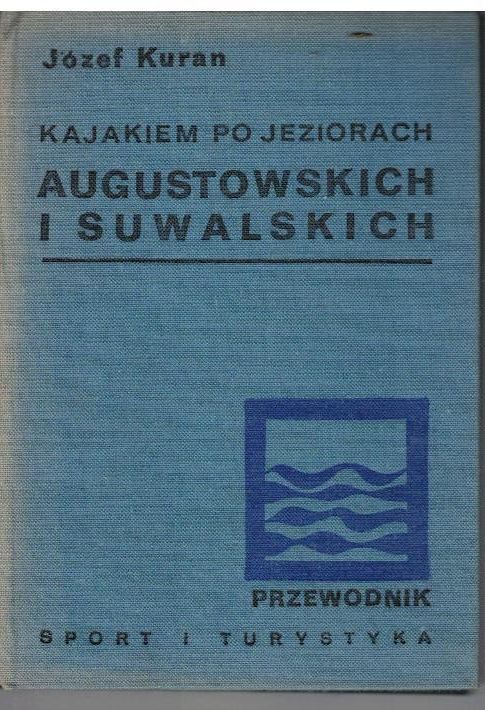 Józef Kuran
KAJAKIEM PO JEZIORACH
AUGUSTOWSKICH
I SUWALSKICH
PRZEWODNIK
SPORT I TURYSTYKA